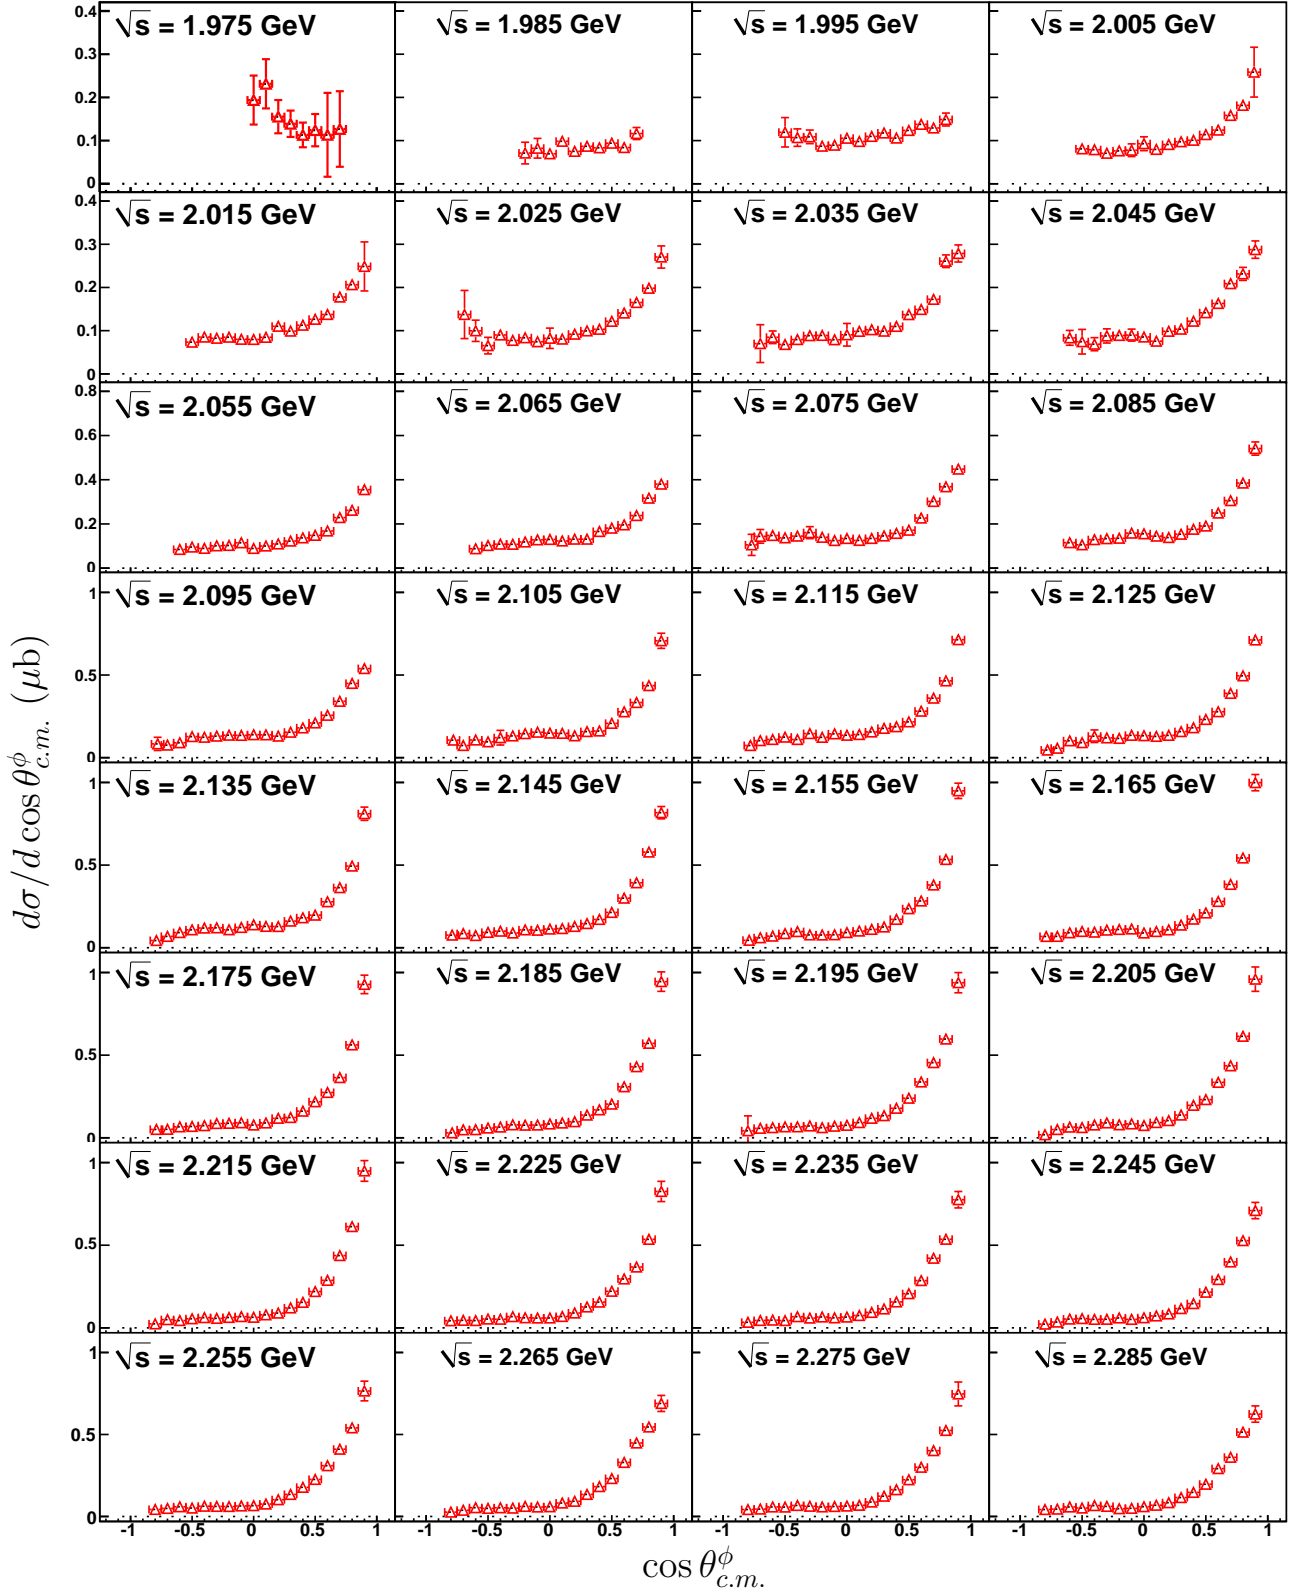 √s = 1.975 GeV √s = 1.985 GeV √s = 1.995 GeV √s = 2.005 GeV
0.4
0.3
0.2
0.1
0
√s = 2.015 GeV √s = 2.025 GeV √s = 2.035 GeV √s = 2.045 GeV
0.4
0.3
0.2
0.1
0
√s = 2.055 GeV √s = 2.065 GeV √s = 2.075 GeV √s = 2.085 GeV
0.8
0.6
0.4
0.2
0
√s = 2.095 GeV √s = 2.105 GeV √s = 2.115 GeV √s = 2.125 GeV
1
0.5
0
√s = 2.135 GeV √s = 2.145 GeV √s = 2.155 GeV √s = 2.165 GeV
1
0.5
0
√s = 2.175 GeV √s = 2.185 GeV √s = 2.195 GeV √s = 2.205 GeV
1
0.5
0
√s = 2.215 GeV √s = 2.225 GeV √s = 2.235 GeV √s = 2.245 GeV
1
0.5
0
√s = 2.255 GeV √s = 2.265 GeV √s = 2.275 GeV √s = 2.285 GeV
1
0.5
0
-1 -0.5 0 0.5 1 -1 -0.5 0 0.5 1 -1 -0.5 0 0.5 1 -1 -0.5 0 0.5 1
dσ/d cos θ^ϕ_{c.m.} (μb)
cos θ^ϕ_{c.m.}